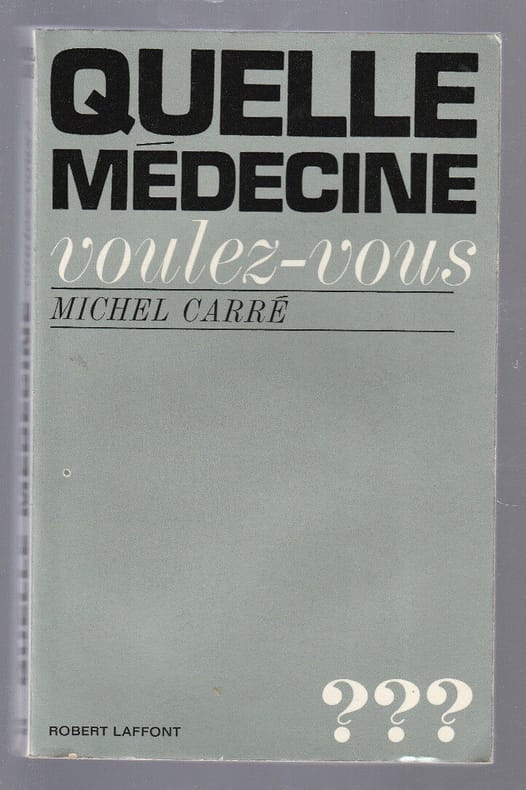 QUELLE
MÉDECINE
voulez-vous
MICHEL CARRÉ
ROBERT LAFFONT
???